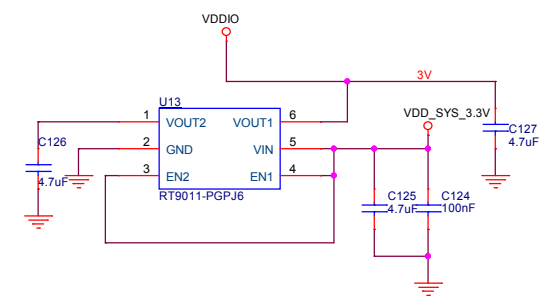 VDDIO
3V
U13
VDD_SYS_3.3V
1 VOUT2 VOUT1 6
C126
2 GND VIN 5
C127
4.7uF
3 EN2 EN1 4
4.7uF
RT9011-PGPJ6
C125
4.7uF
C124
100nF